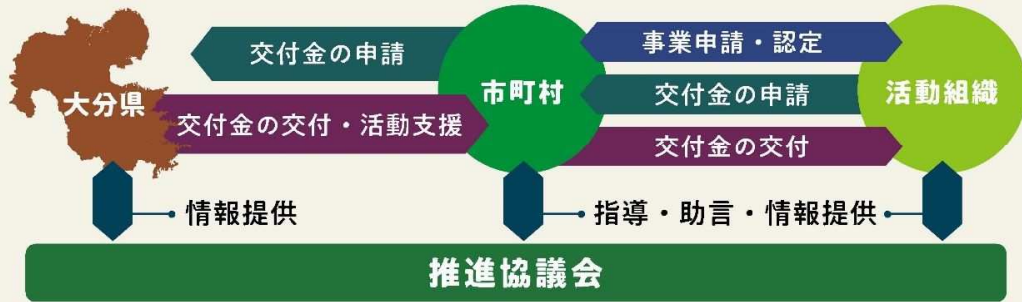 大分県
交付金の申請
交付金の交付・活動支援
市町村
事業申請・認定
交付金の申請
交付金の交付
活動組織
情報提供
指導・助言・情報提供
推進協議会